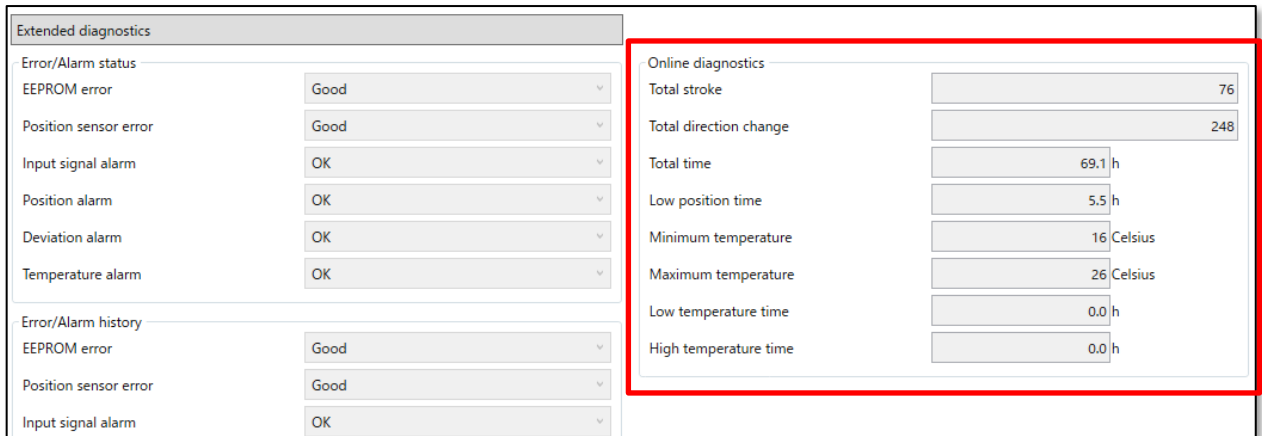 Extended diagnostics
Error/Alarm status
EEPROM error Good
Position sensor error Good
Input signal alarm OK
Position alarm OK
Deviation alarm OK
Temperature alarm OK
Error/Alarm history
EEPROM error Good
Position sensor error Good
Input signal alarm OK
Online diagnostics
Total stroke 76
Total direction change 248
Total time 69.1 h
Low position time 5.5 h
Minimum temperature 16 Celsius
Maximum temperature 26 Celsius
Low temperature time 0.0 h
High temperature time 0.0 h